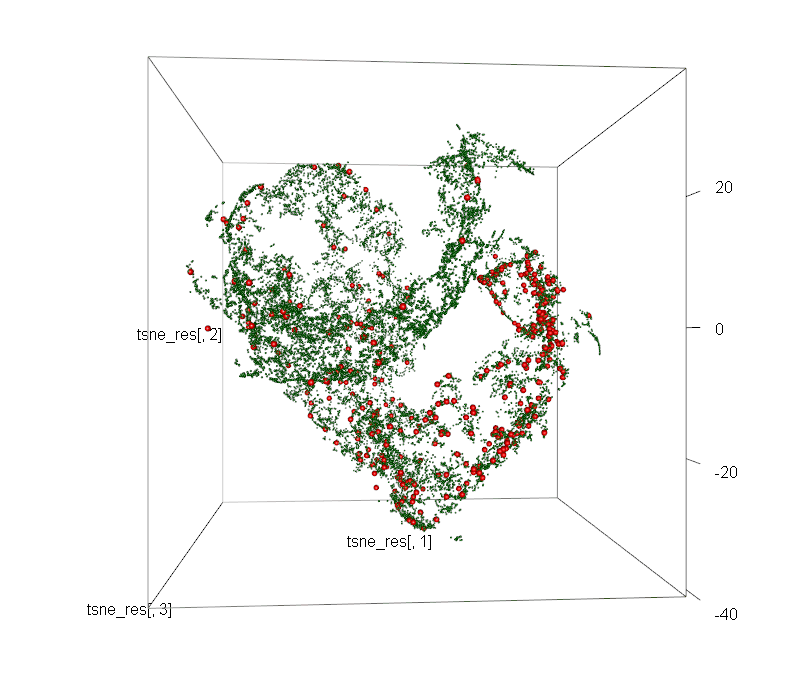 20
tsne_res[, 2]
0
-20
tsne_res[, 1]
tsne_res[, 3]
-40